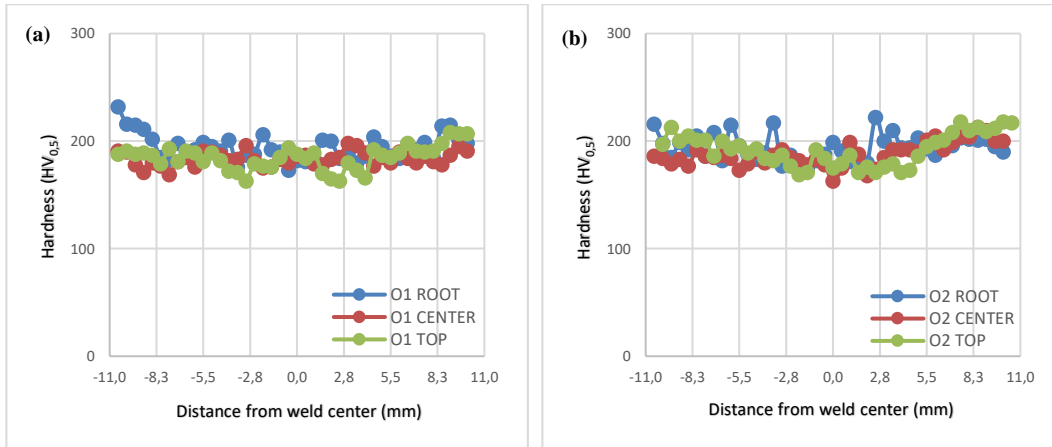 (a)
300
200
100
0
Hardness (HV0,5)
O1 ROOT
O1 CENTER
O1 TOP
-11,0 -8,3 -5,5 -2,8 0,0 2,8 5,5 8,3 11,0
Distance from weld center (mm)
(b)
300
200
100
0
Hardness (HV0,5)
O2 ROOT
O2 CENTER
O2 TOP
-11,0 -8,3 -5,5 -2,8 0,0 2,8 5,5 8,3 11,0
Distance from weld center (mm)